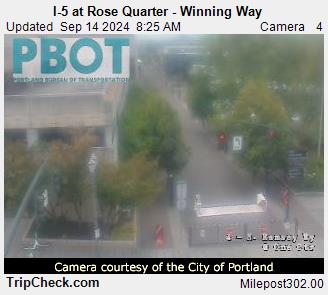 I-5 at Rose Quarter - Winning Way
Updated Sep 14 2024 8:25 AM Camera 4
PBOT
PORTLAND BUREAU OF TRANSPORTATION
Camera courtesy of the City of Portland
TripCheck.com Milepost302.00